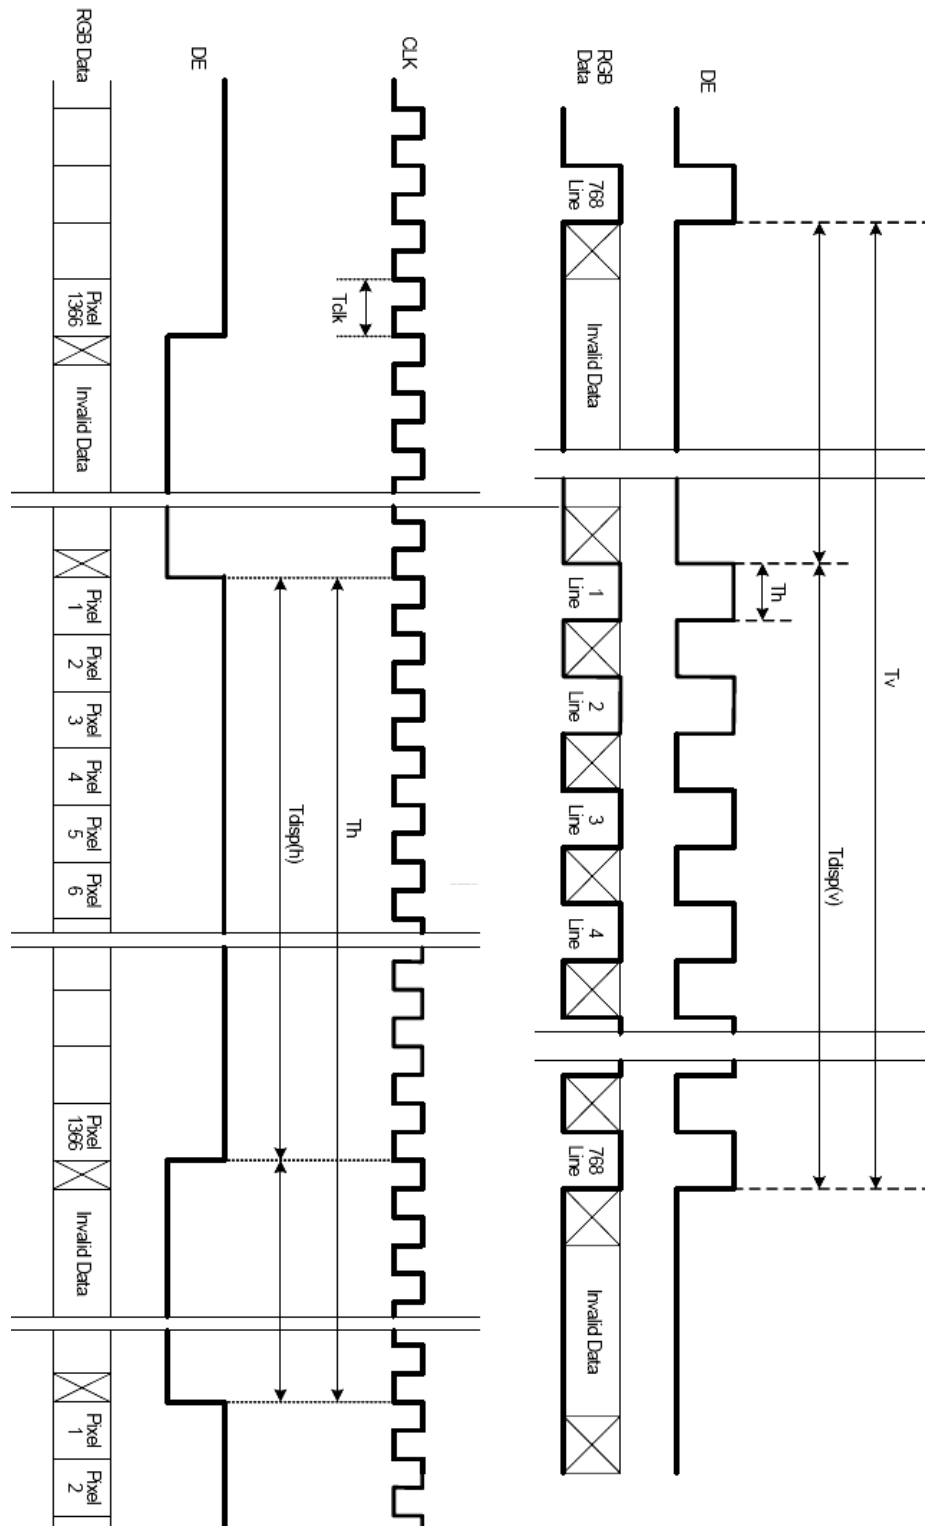 Tv
Tdisp(v)
Th
DE
RGB
Data
768
Line
Invalid Data
1
Line
2
Line
3
Line
4
Line
768
Line
Invalid Data
CLK
Tclk
Th
Tdisp(h)
DE
RGB Data
Pixel
1366
Invalid Data
Pixel
1
Pixel
2
Pixel
3
Pixel
4
Pixel
5
Pixel
6
Pixel
1366
Invalid Data
Pixel
1
Pixel
2